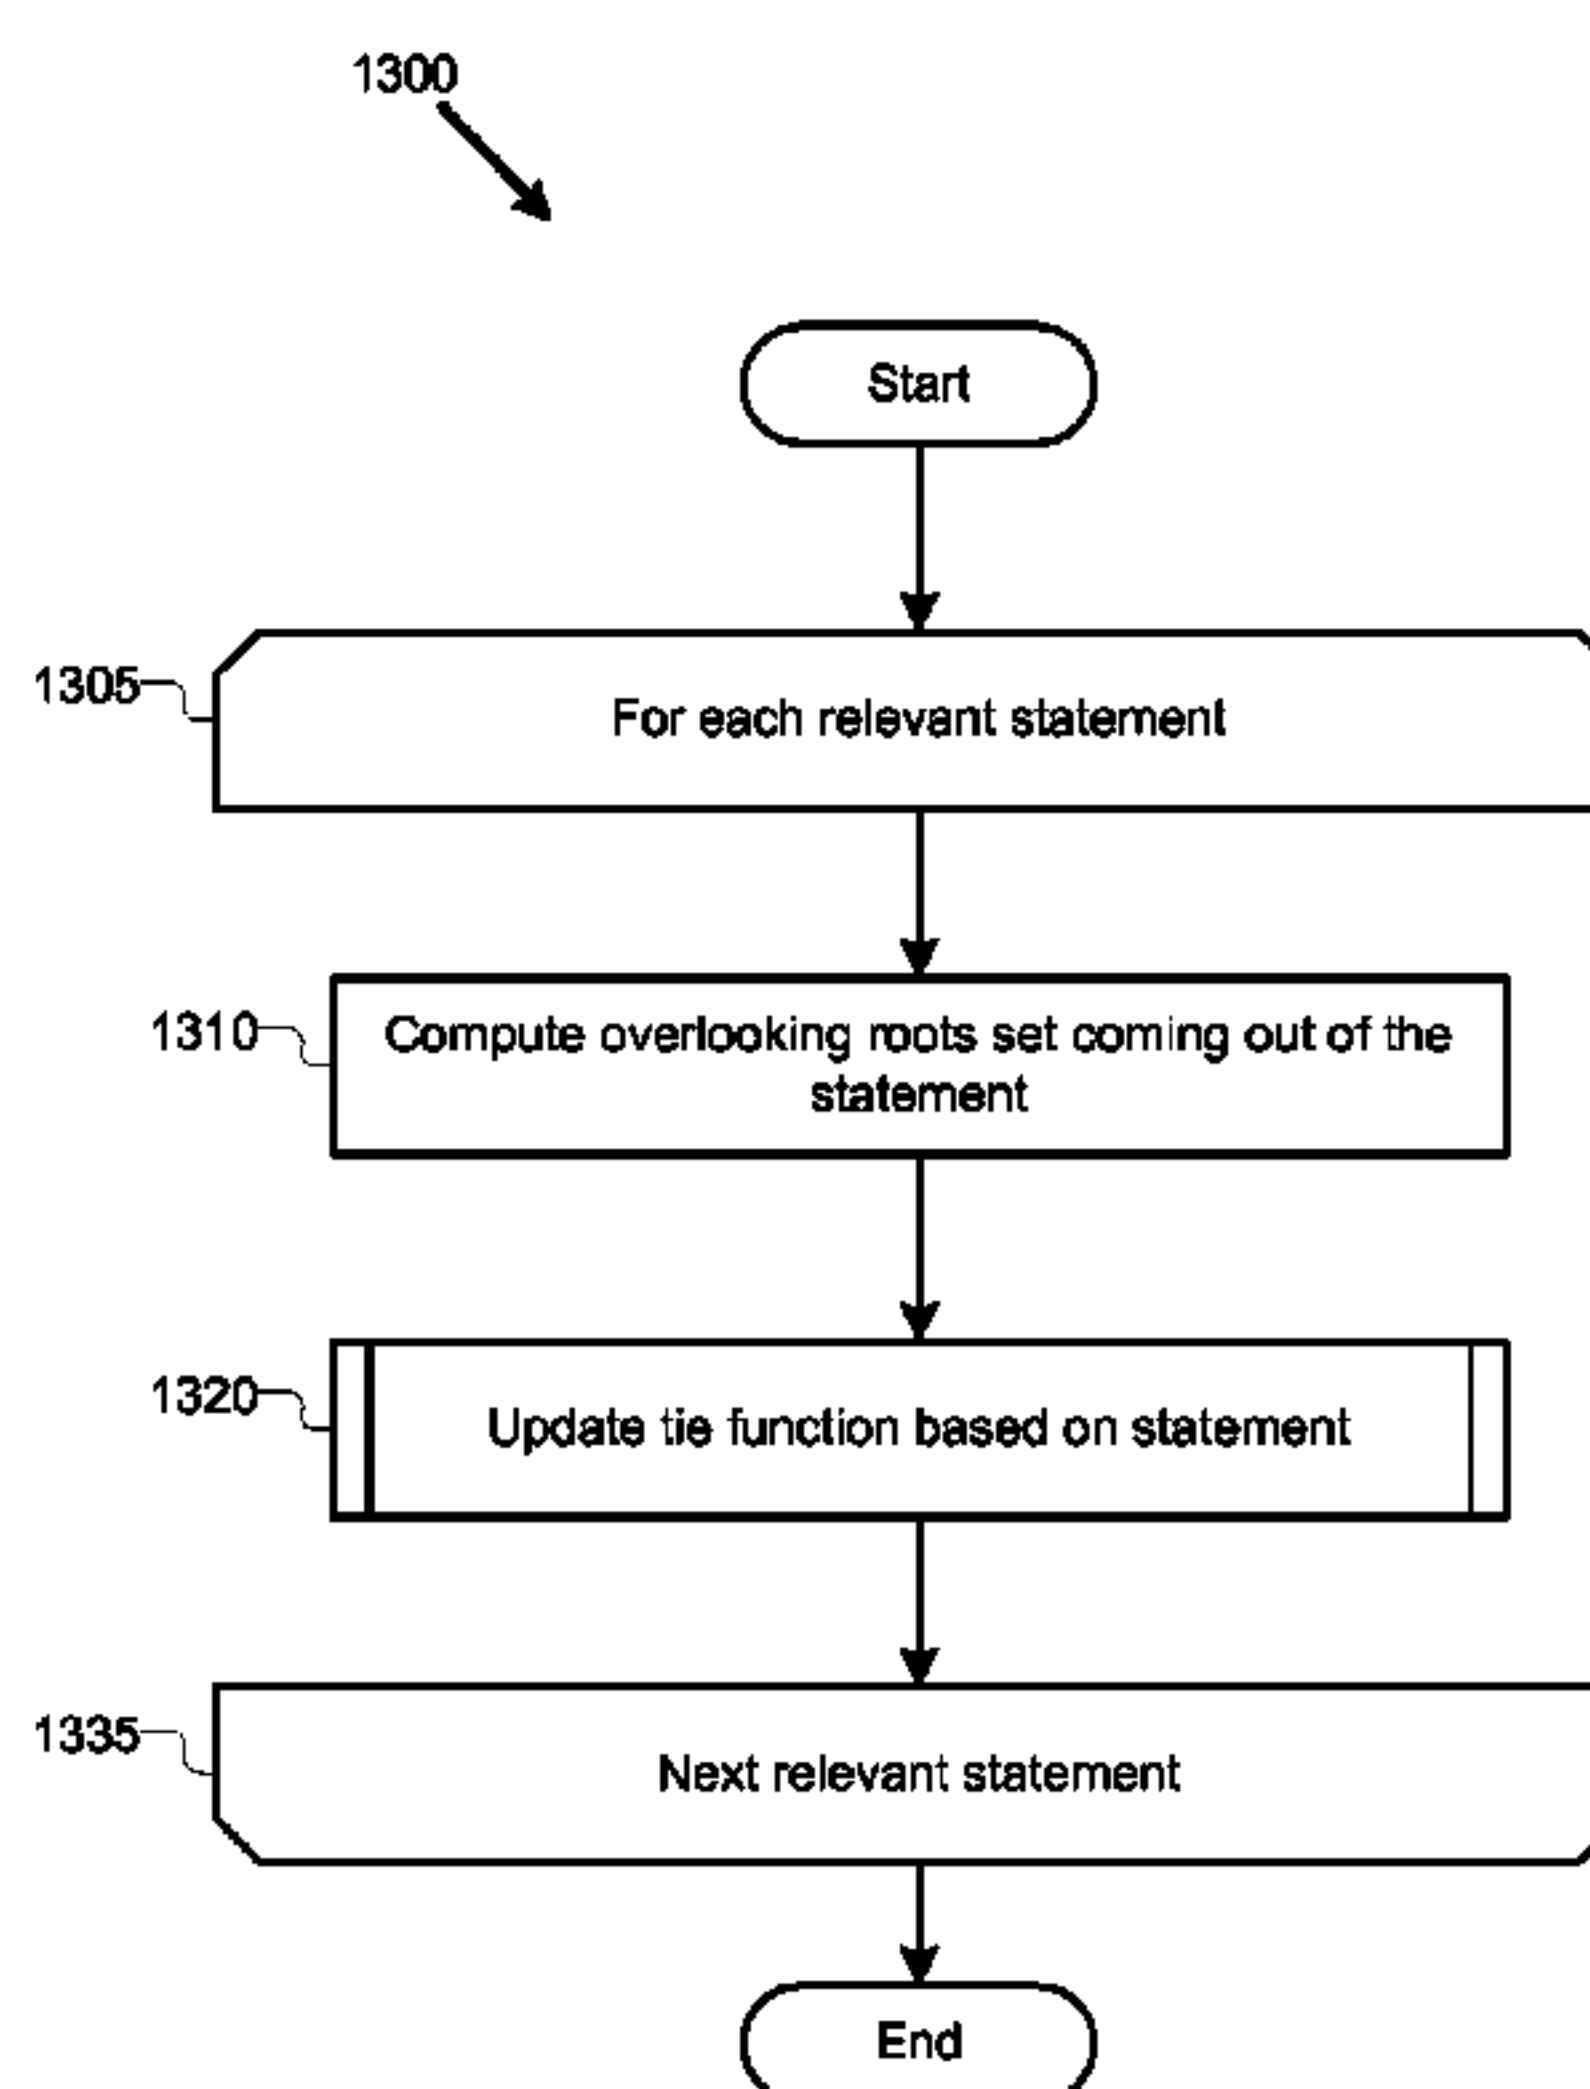 1300
Start
1305
For each relevant statement
1310
Compute overlooking roots set coming out of the
statement
1320
Update tie function based on statement
1335
Next relevant statement
End